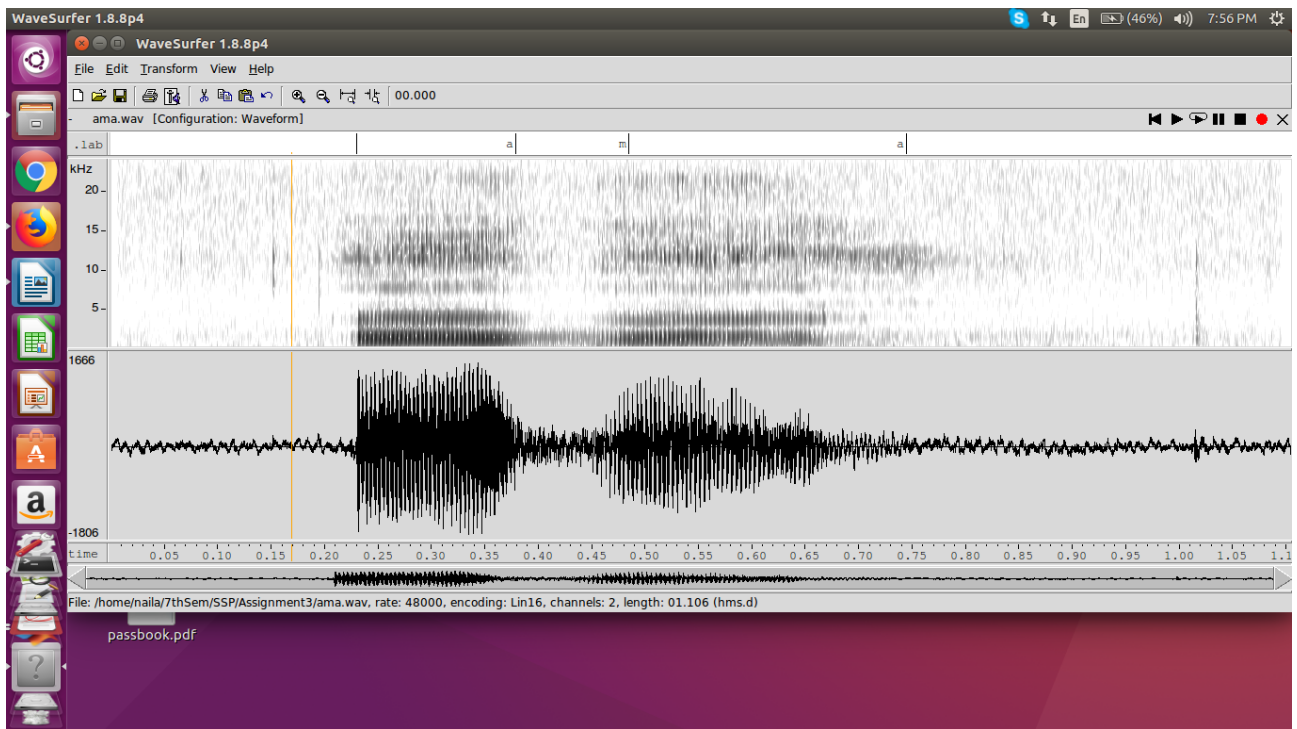 WaveSurfer 1.8.8p4 S En (46%) 7:56 PM
WaveSurfer 1.8.8p4
File Edit Transform View Help
00.000
- ama.wav [Configuration: Waveform]
.lab a m a
kHz
20
15
10
5
1666
-1806
time 0.05 0.10 0.15 0.20 0.25 0.30 0.35 0.40 0.45 0.50 0.55 0.60 0.65 0.70 0.75 0.80 0.85 0.90 0.95 1.00 1.05 1.1
File: /home/naila/7thSem/SSP/Assignment3/ama.wav, rate: 48000, encoding: Lin16, channels: 2, length: 01.106 (hms.d)
passbook.pdf